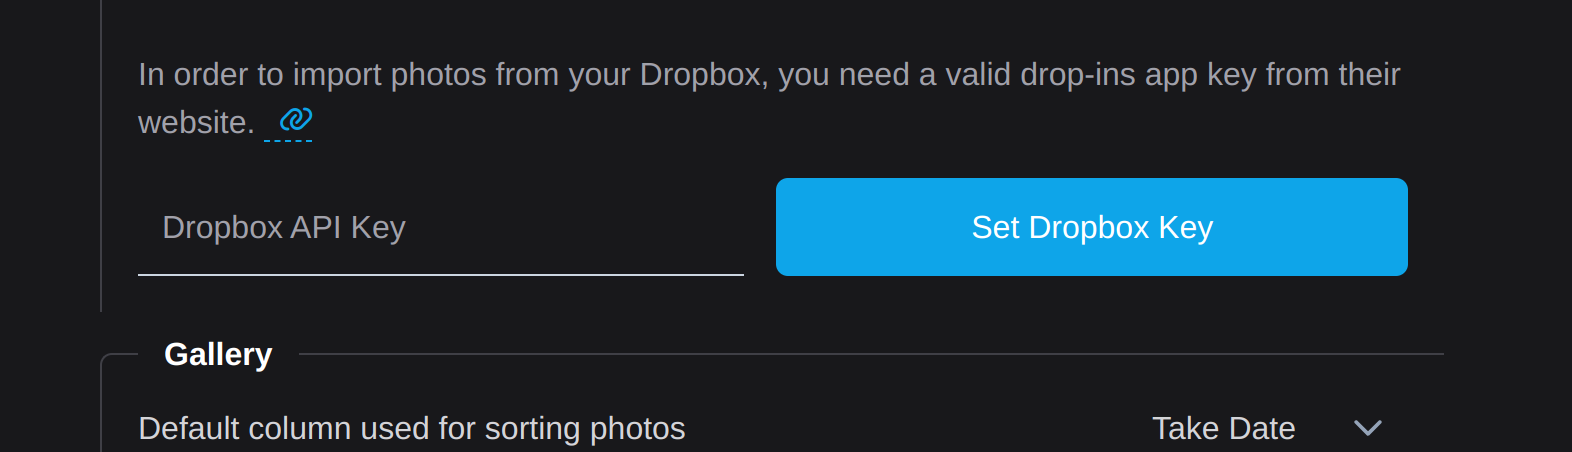 In order to import photos from your Dropbox, you need a valid drop-ins app key from their
website.
Dropbox API Key
Set Dropbox Key
Gallery
Default column used for sorting photos
Take Date